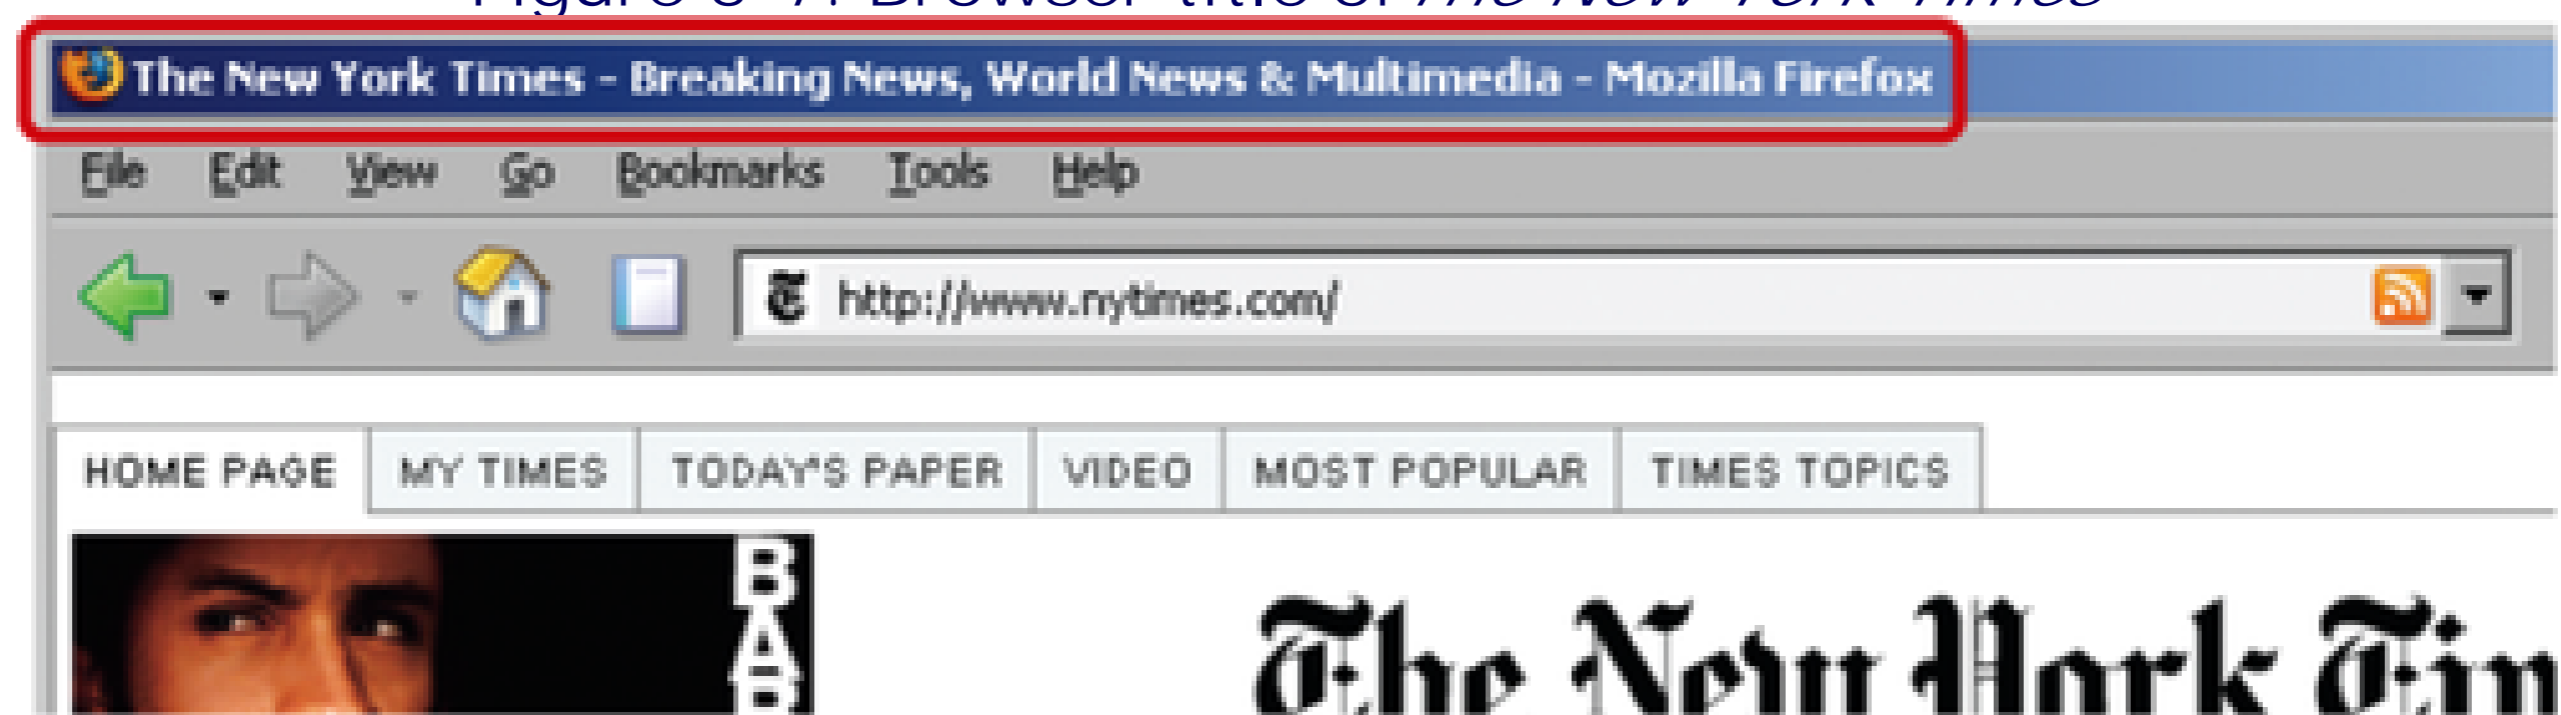 The New York Times - Breaking News, World News & Multimedia - Mozilla Firefox
File Edit View Go Bookmarks Tools Help
http://www.nytimes.com/
HOME PAGE MY TIMES TODAY'S PAPER VIDEO MOST POPULAR TIMES TOPICS
The New York